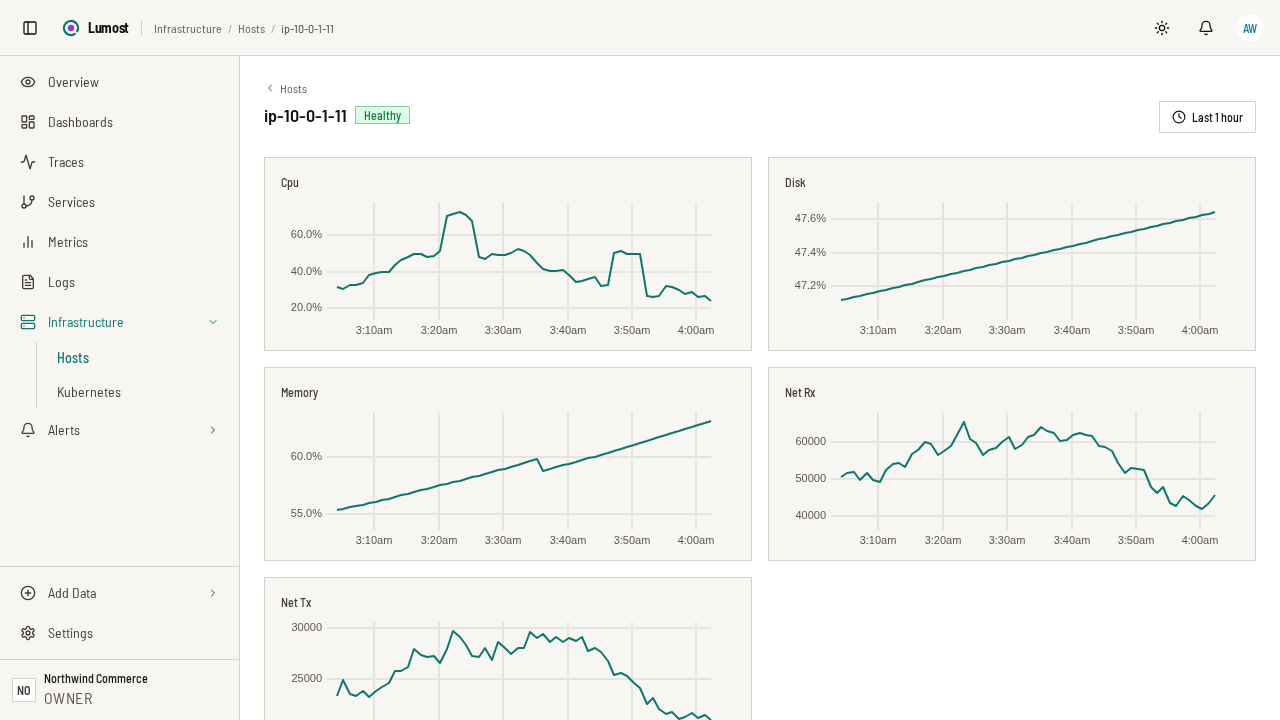 Lumost
Infrastructure / Hosts / ip-10-0-1-11
AW
Overview
Dashboards
Traces
Services
Metrics
Logs
Infrastructure
Hosts
Kubernetes
Alerts
Add Data
Settings
NO
Northwind Commerce
OWNER
Hosts
ip-10-0-1-11 Healthy
Last 1 hour
Cpu
60.0%
40.0%
20.0%
3:10am 3:20am 3:30am 3:40am 3:50am 4:00am
Disk
47.6%
47.4%
47.2%
3:10am 3:20am 3:30am 3:40am 3:50am 4:00am
Memory
60.0%
55.0%
3:10am 3:20am 3:30am 3:40am 3:50am 4:00am
Net Rx
60000
50000
40000
3:10am 3:20am 3:30am 3:40am 3:50am 4:00am
Net Tx
30000
25000